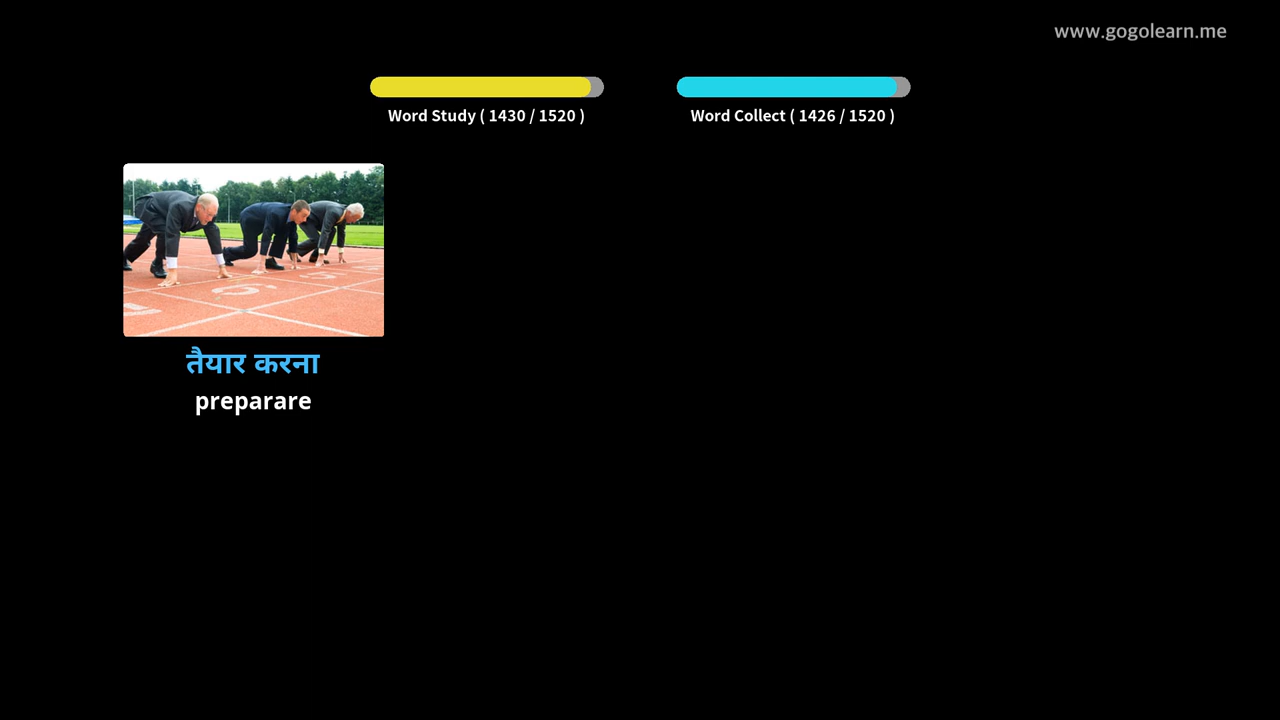 www.gogolearn.me
Word Study ( 1430 / 1520 )
Word Collect ( 1426 / 1520 )
तैयार करना
preparare